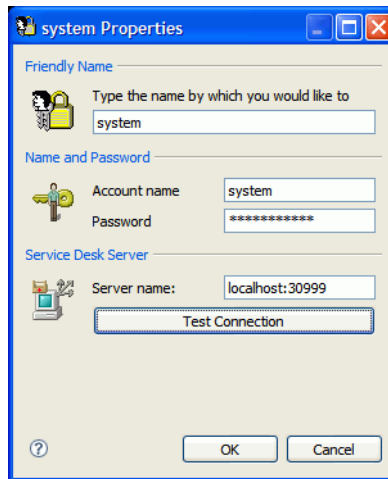 system Properties
Friendly Name
Type the name by which you would like to
system
Name and Password
Account name system
Password ***********
Service Desk Server
Server name: localhost:30999
Test Connection
? OK Cancel